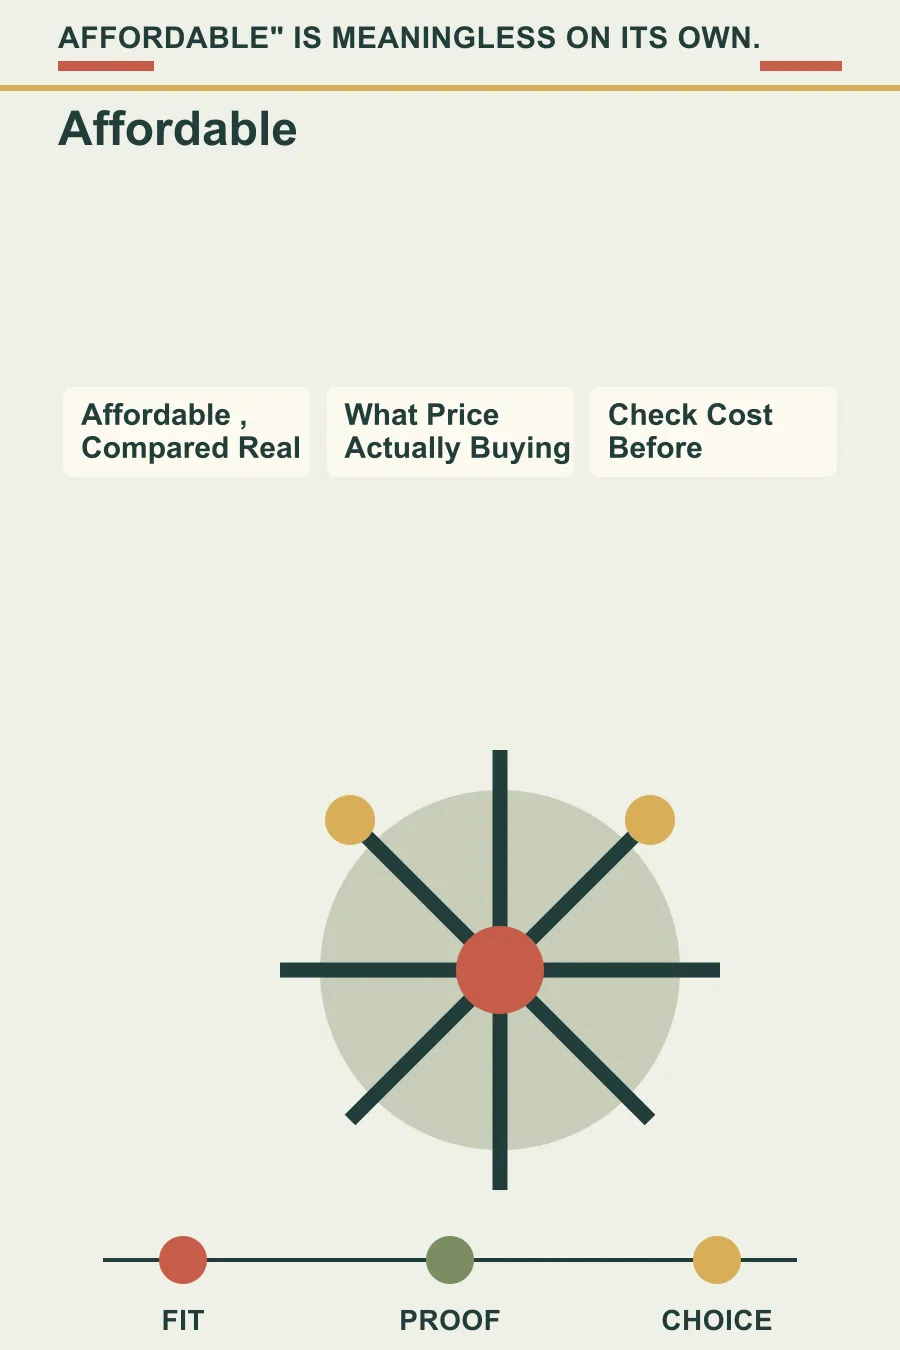 AFFORDABLE" IS MEANINGLESS ON ITS OWN.
Affordable
Affordable ,
Compared Real
What Price
Actually Buying
Check Cost
Before
FIT
PROOF
CHOICE